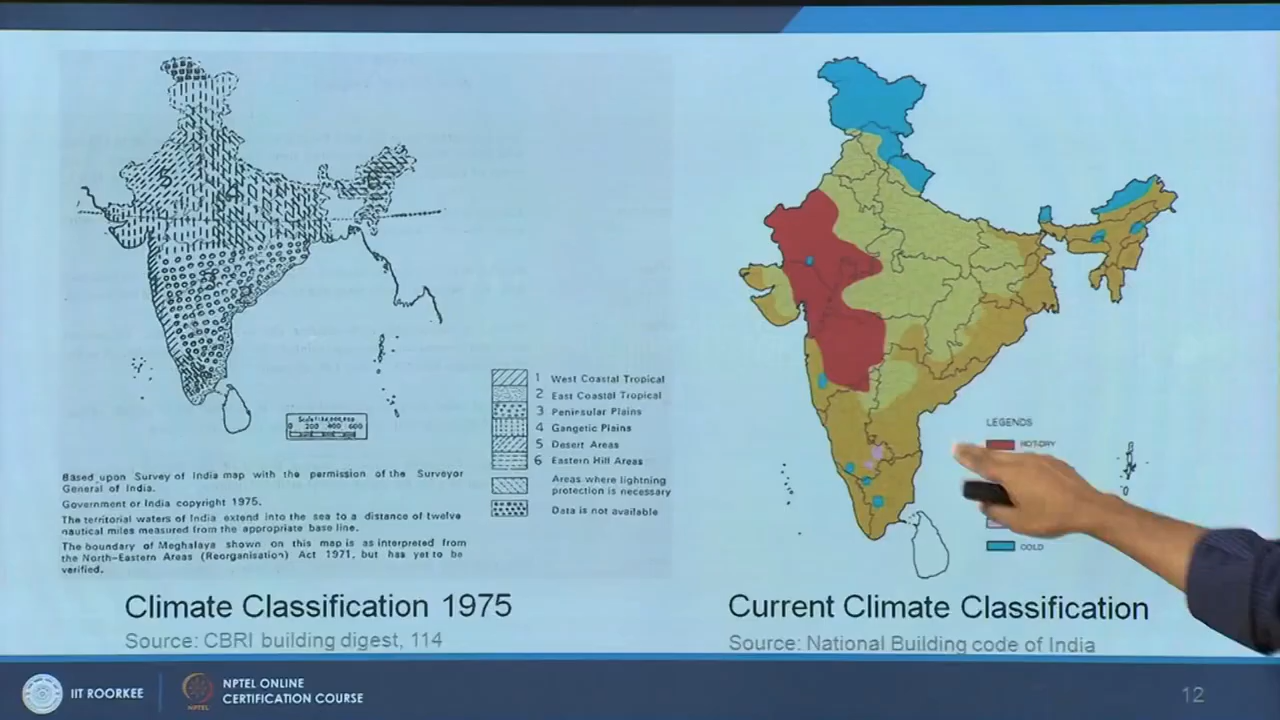 1 West Coastal Tropical
2 East Coastal Tropical
3 Peninsular Plains
4 Gangetic Plains
5 Desert Areas
6 Eastern Hill Areas
Areas where lightning
protection is necessary
Data is not available
0 200 400 600
Based upon Survey of India map with the permission of the Surveyor
General of India.
Government or India copyright 1975.
The territorial waters of India extend into the sea to a distance of twelve
nautical miles measured from the appropriate base line.
The boundary of Meghalaya shown on this map is as interpreted from
the North-Eastern Areas (Reorganisation) Act 1971, but has yet to be
verified.
Climate Classification 1975
Source: CBRI building digest, 114
LEGENDS
HOT-DRY
COLD
Current Climate Classification
Source: National Building code of India
IIT ROORKEE
NPTEL
NPTEL ONLINE
CERTIFICATION COURSE
12